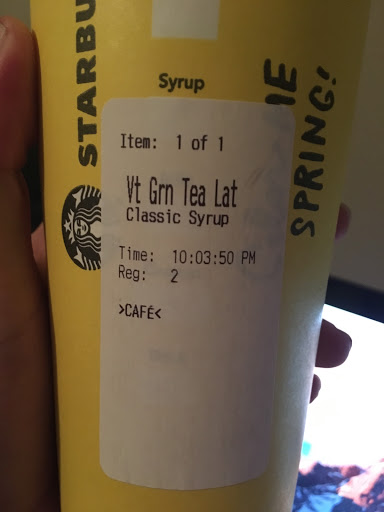 STARBU
Syrup
ME
SPRING!
Item: 1 of 1
Vt Grn Tea Lat
Classic Syrup
Time: 10:03:50 PM
Reg: 2
>CAFÉ<